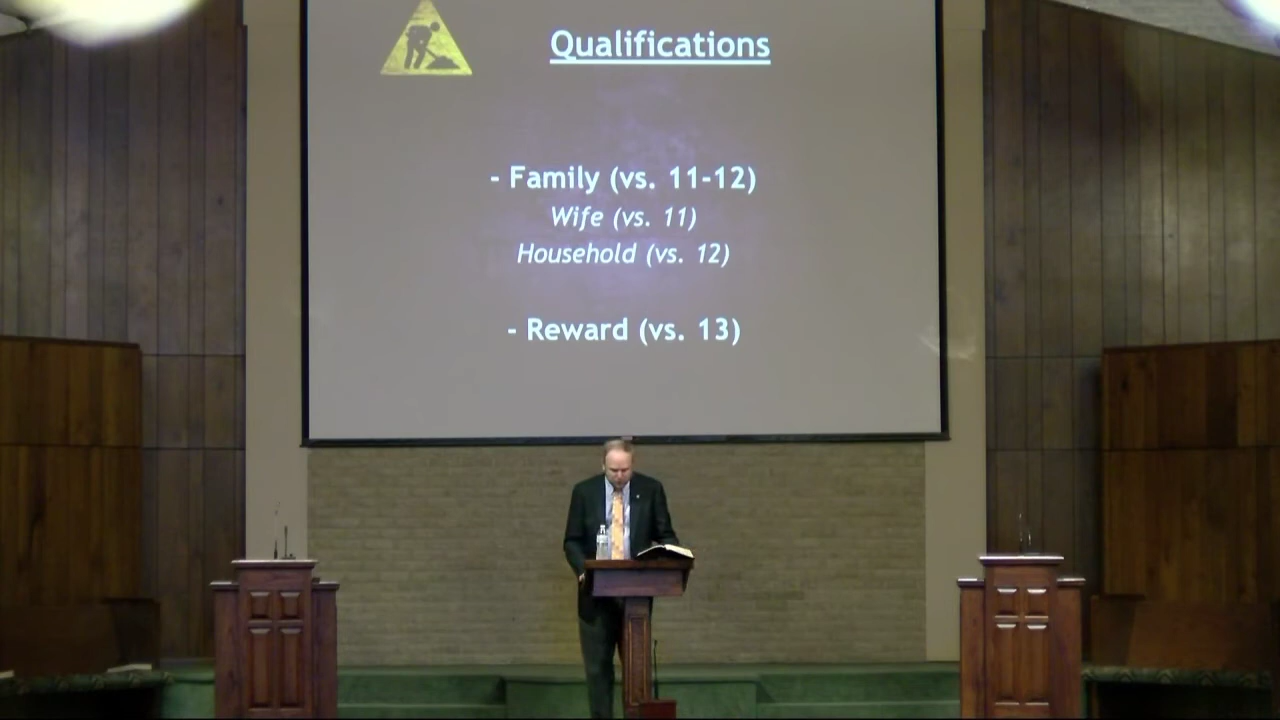 Qualifications
- Family (vs. 11-12)
Wife (vs. 11)
Household (vs. 12)
- Reward (vs. 13)